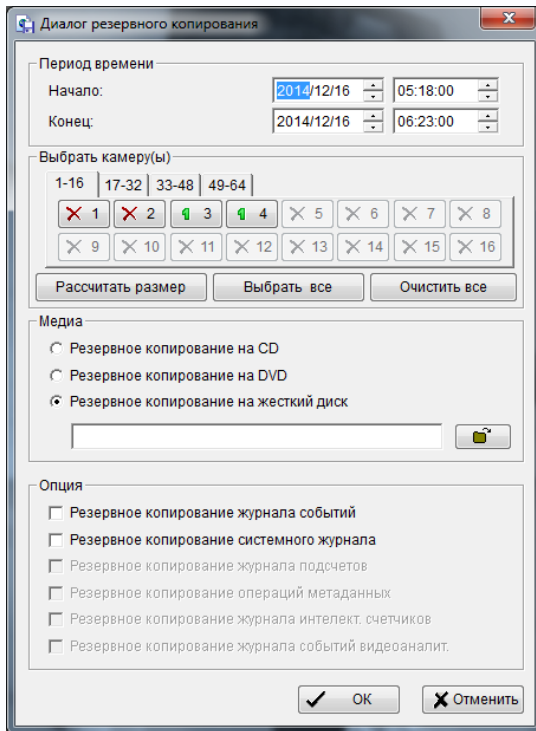 Диалог резервного копирования
Период времени
Начало: 2014/12/16 05:18:00
Конец: 2014/12/16 06:23:00
Выбрать камеру(ы)
1-16 17-32 33-48 49-64
1 2 3 4 5 6 7 8
9 10 11 12 13 14 15 16
Рассчитать размер Выбрать все Очистить все
Медиа
Резервное копирование на CD
Резервное копирование на DVD
Резервное копирование на жесткий диск
Опция
Резервное копирование журнала событий
Резервное копирование системного журнала
Резервное копирование журнала подсчетов
Резервное копирование операций метаданных
Резервное копирование журнала интелект. счетчиков
Резервное копирование журнала событий видеоаналит.
ОК Отменить